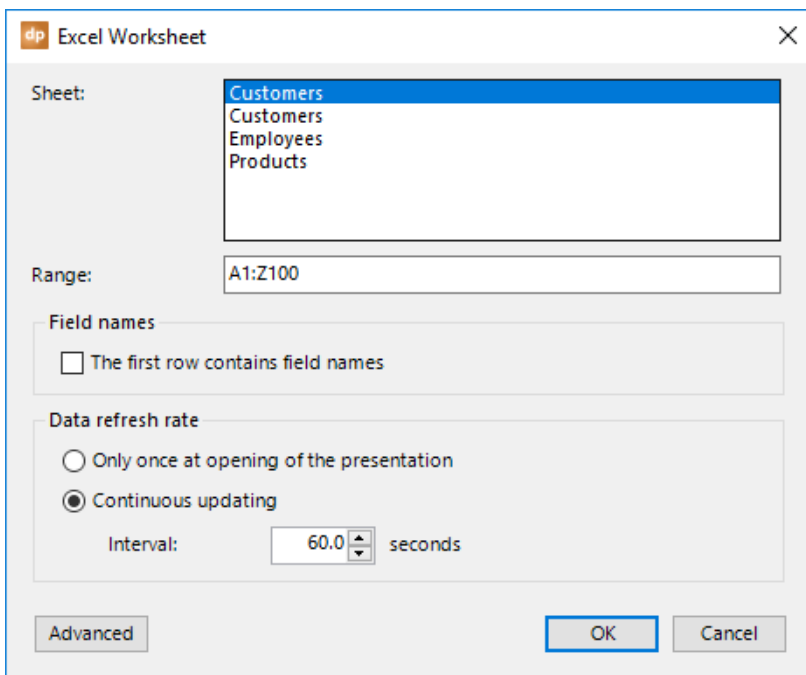 dp Excel Worksheet
Sheet: Customers
Customers
Employees
Products
Range: A1:Z100
Field names
The first row contains field names
Data refresh rate
Only once at opening of the presentation
Continuous updating
Interval: 60.0 seconds
Advanced OK Cancel